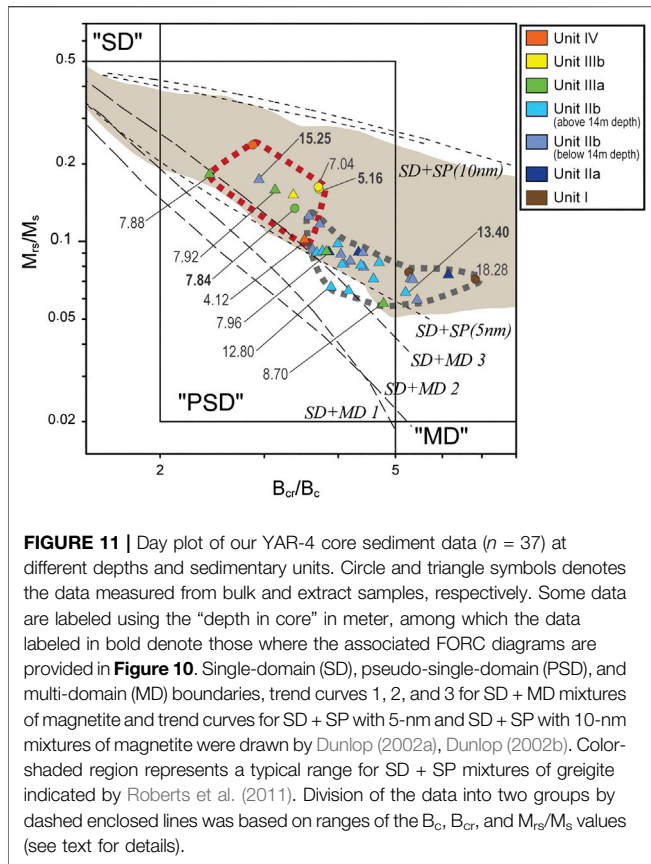 "SD"
0.5
0.2
0.1
0.05
0.02
Mrs/Ms
15.25
7.04
5.16
SD+SP(10nm)
7.88
7.92
7.84
4.12
7.96
12.80
8.70
13.40
18.28
SD+SP(5nm)
SD+MD 3
SD+MD 2
SD+MD 1
"PSD"
"MD"
2
5
Bcr/Bc
Unit IV
Unit IIIb
Unit IIIa
Unit IIb
(above 14m depth)
Unit IIb
(below 14m depth)
Unit IIa
Unit I
FIGURE 11 | Day plot of our YAR-4 core sediment data (n = 37) at
different depths and sedimentary units. Circle and triangle symbols denotes
the data measured from bulk and extract samples, respectively. Some data
are labeled using the “depth in core” in meter, among which the data
labeled in bold denote those where the associated FORC diagrams are
provided in Figure 10. Single-domain (SD), pseudo-single-domain (PSD), and
multi-domain (MD) boundaries, trend curves 1, 2, and 3 for SD + MD mixtures
of magnetite and trend curves for SD + SP with 5-nm and SD + SP with 10-nm
mixtures of magnetite were drawn by Dunlop (2002a), Dunlop (2002b). Color-
shaded region represents a typical range for SD + SP mixtures of greigite
indicated by Roberts et al. (2011). Division of the data into two groups by
dashed enclosed lines was based on ranges of the Bc, Bcr, and Mrs/Ms values
(see text for details).